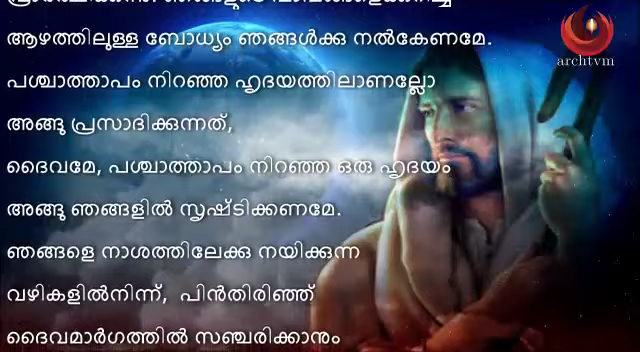 ആഴത്തിലുള്ള ബോധ്യം ഞങ്ങൾക്കു നൽകേണമേ.
പശ്ചാത്താപം നിറഞ്ഞ ഹൃദയത്തിലാണല്ലോ
അങ്ങു പ്രസാദിക്കുന്നത്,
ദൈവമേ, പശ്ചാത്താപം നിറഞ്ഞ ഒരു ഹൃദയം
അങ്ങു ഞങ്ങളിൽ സൃഷ്ടിക്കണമേ.
ഞങ്ങളെ നാശത്തിലേക്കു നയിക്കുന്ന
വഴികളിൽനിന്ന്, പിൻതിരിഞ്ഞ്
ദൈവമാർഗത്തിൽ സഞ്ചരിക്കാനും
archtvm